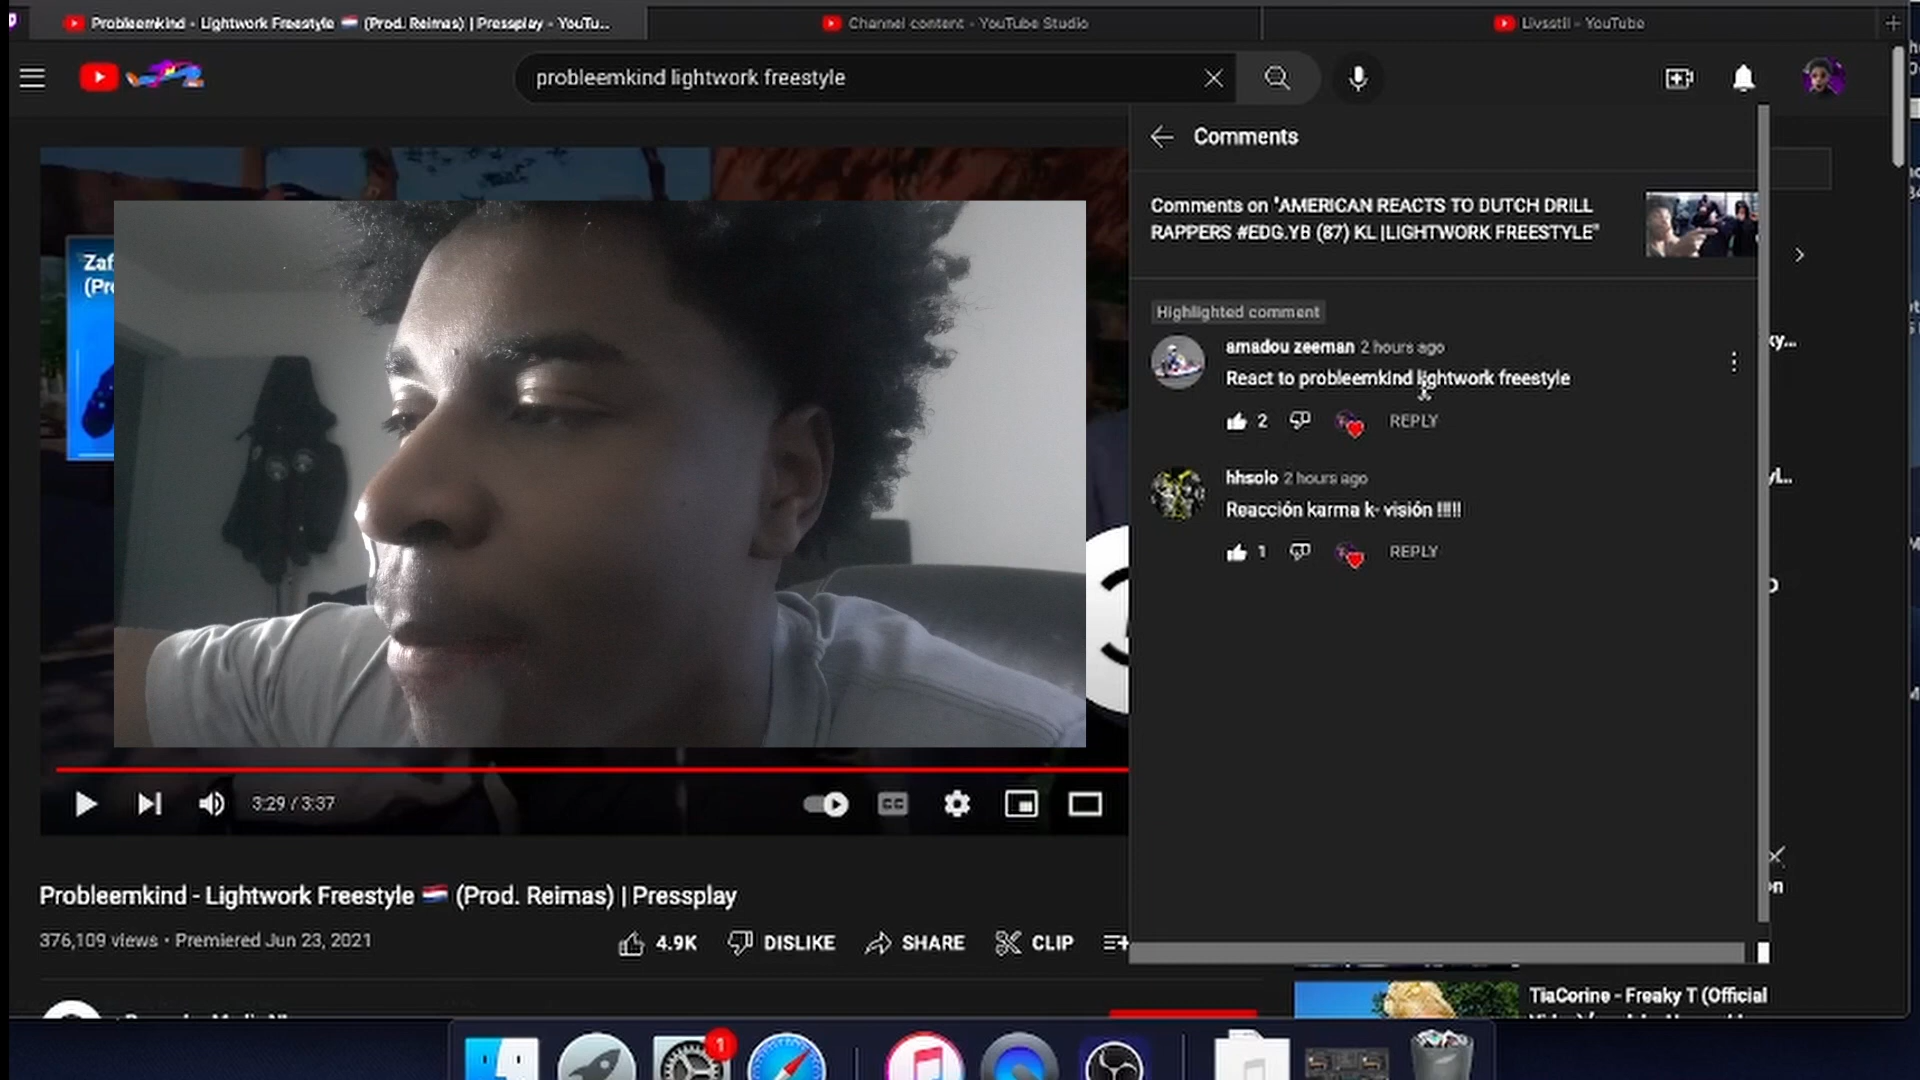 Probleemkind - Lightwork Freestyle 🇳🇱 (Prod. Reimas) | Pressplay - YouTu...
Channel content - YouTube Studio
Livsstil - YouTube
probleemkind lightwork freestyle
Comments
Comments on "AMERICAN REACTS TO DUTCH DRILL
RAPPERS #EDG.YB (87) KL |LIGHTWORK FREESTYLE"
Highlighted comment
amadou zeeman 2 hours ago
React to probleemkind lightwork freestyle
2 REPLY
hhsolo 2 hours ago
Reacción karma k- visión !!!!!
1 REPLY
Zaf
(Pro
CC
3:29 / 3:37
Probleemkind - Lightwork Freestyle 🇳🇱 (Prod. Reimas) | Pressplay
376,109 views • Premiered Jun 23, 2021
4.9K DISLIKE SHARE CLIP
TiaCorine - Freaky T (Official
1